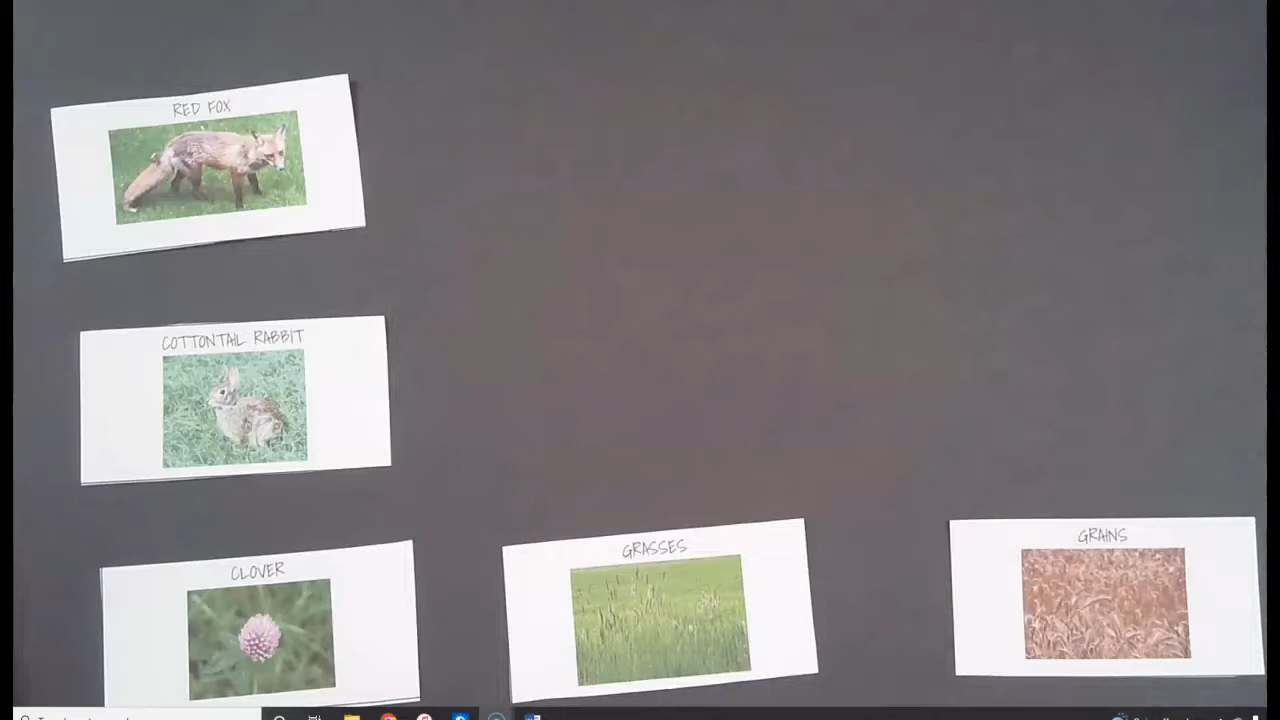 RED FOX
COTTONTAIL RABBIT
CLOVER
GRASSES
GRAINS